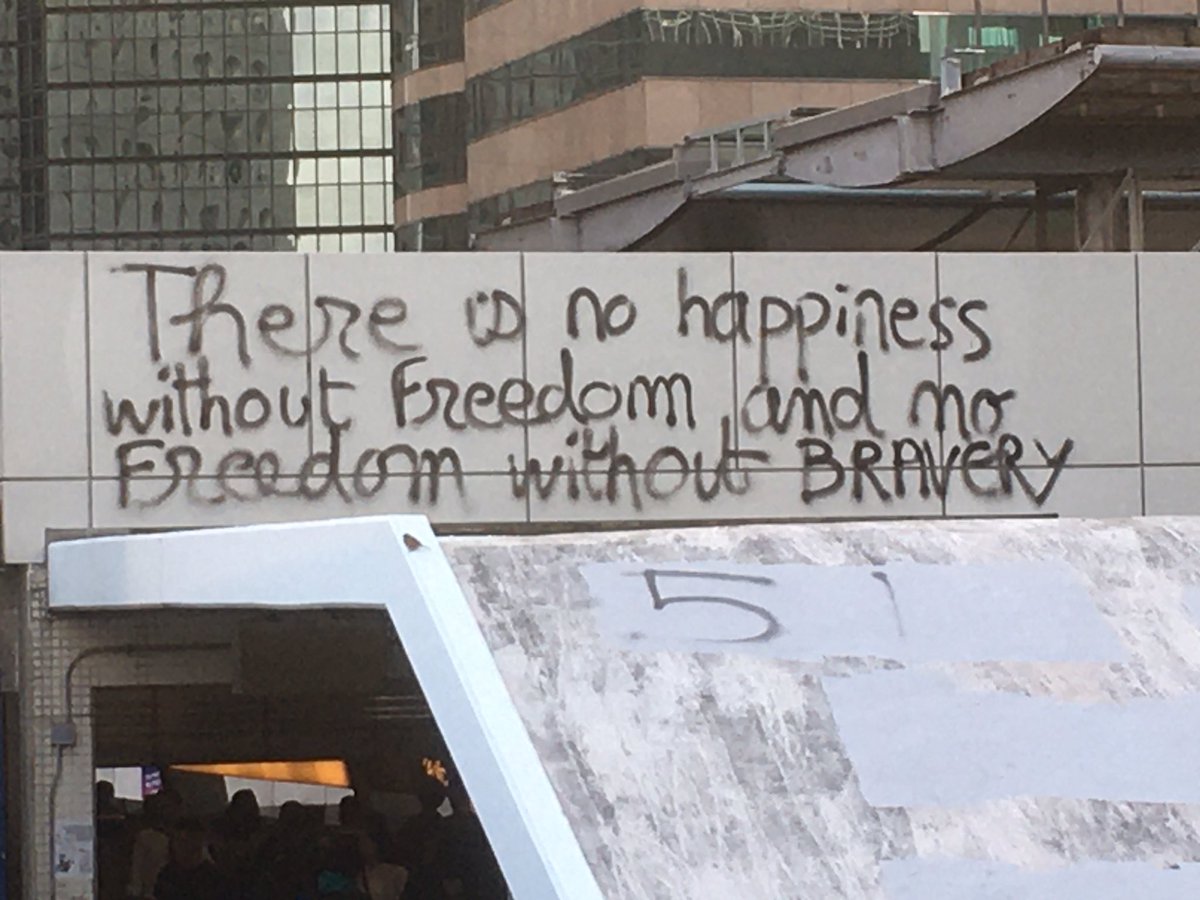 There is no happiness
without Freedom, and no
Freedom without BRAVERY
51